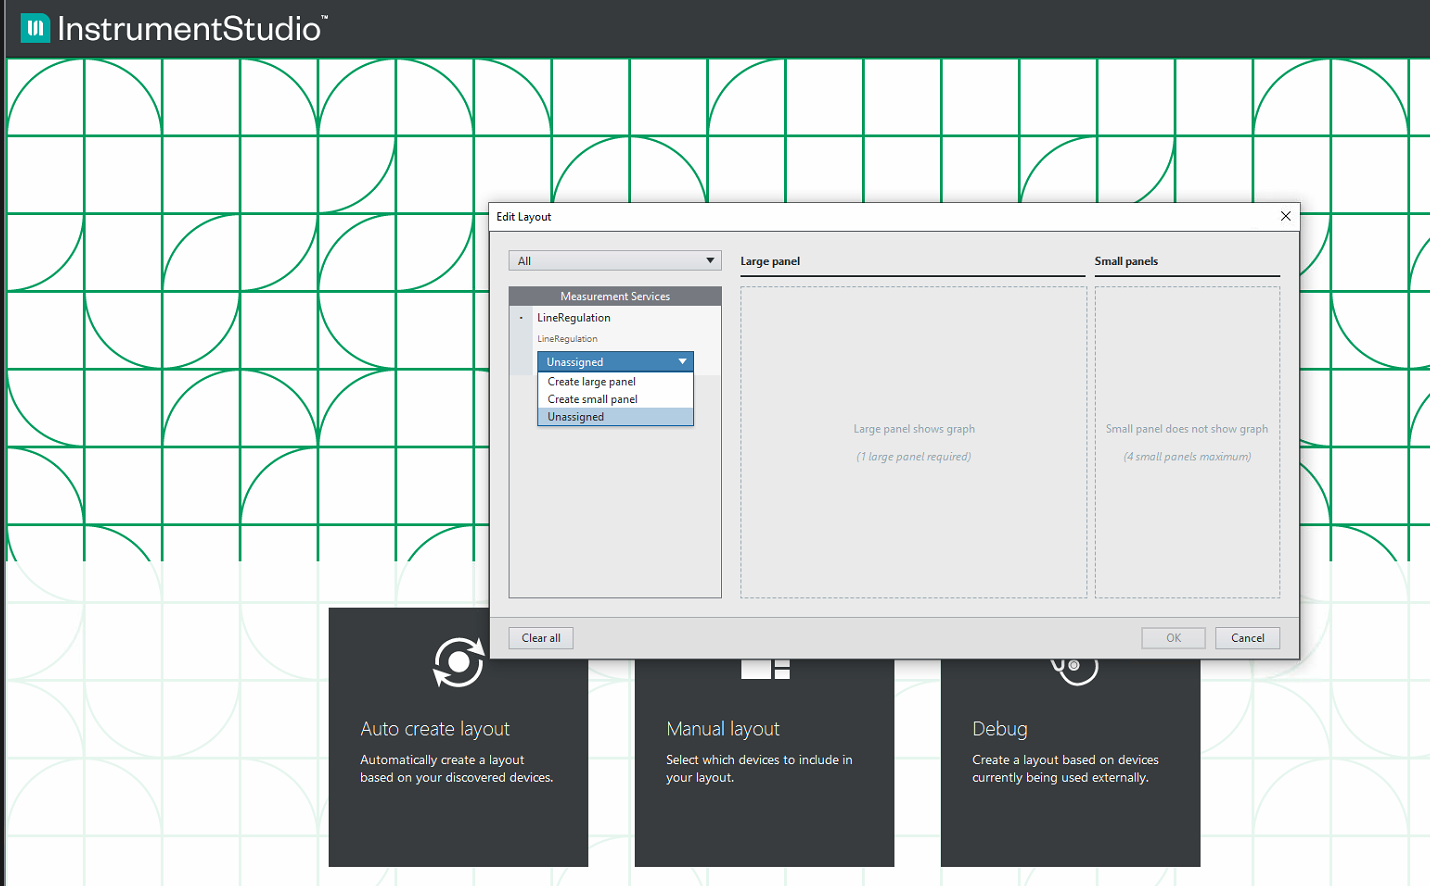 InstrumentStudio™
Edit Layout
All
Large panel
Small panels
Measurement Services
LineRegulation
LineRegulation
Unassigned
Create large panel
Create small panel
Unassigned
Large panel shows graph
(1 large panel required)
Small panel does not show graph
(4 small panels maximum)
Clear all
OK
Cancel
Auto create layout
Automatically create a layout
based on your discovered devices.
Manual layout
Select which devices to include in
your layout.
Debug
Create a layout based on devices
currently being used externally.